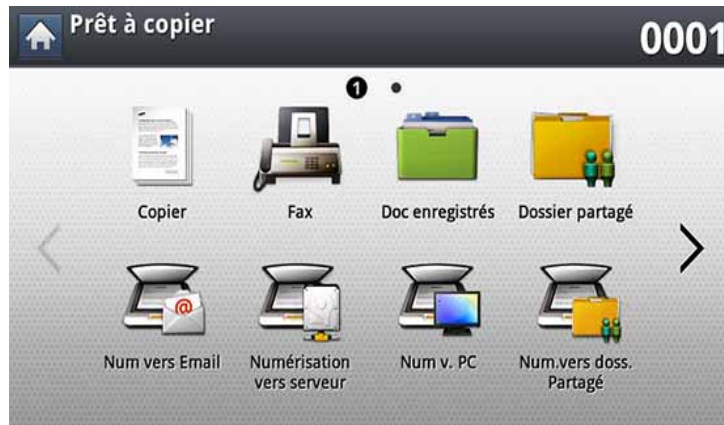 Prêt à copier
0001
1
Copier
Fax
Doc enregistrés
Dossier partagé
@
Num vers Email
Numérisation
vers serveur
Num v. PC
Num.vers doss.
Partagé